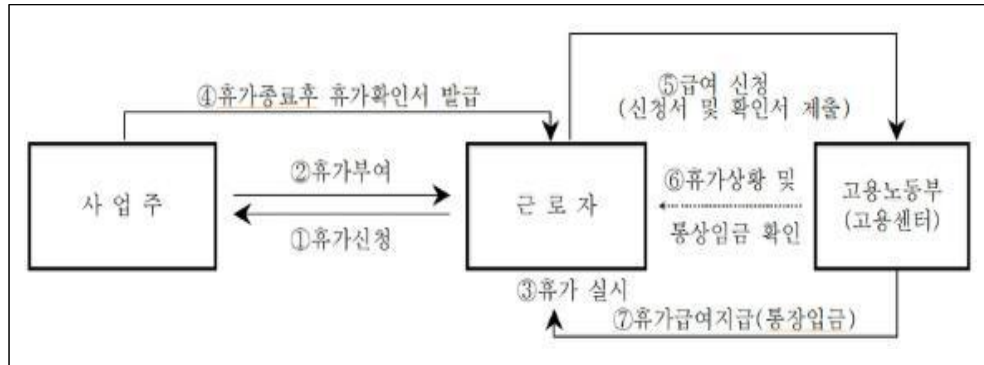 ④휴가종료후 휴가확인서 발급
⑤급여 신청
(신청서 및 확인서 제출)
사 업 주
②휴가부여
①휴가신청
근 로 자
⑥휴가상황 및
통상임금 확인
고용노동부
(고용센터)
③휴가 실시
⑦휴가급여지급(통장입금)